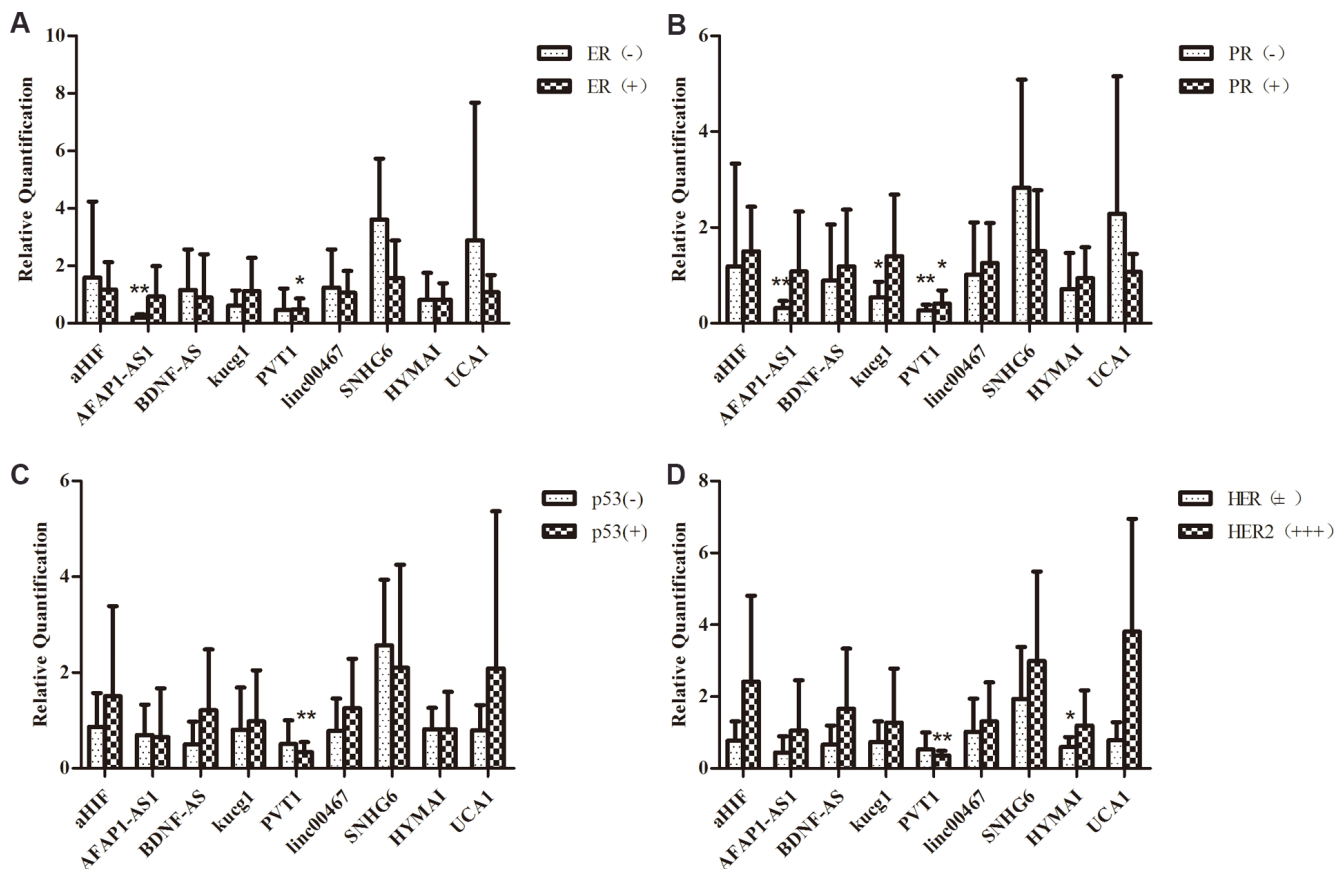 A
Relative Quantification
10
8
6
4
2
0
ER (-)
ER (+)
**
*
aHIF
AFAP1-AS1
BDNF-AS
kucg1
PVT1
linc00467
SNHG6
HYMAI
UCA1
B
Relative Quantification
6
4
2
0
PR (-)
PR (+)
**
*
**
*
aHIF
AFAP1-AS1
BDNF-AS
kucg1
PVT1
linc00467
SNHG6
HYMAI
UCA1
C
Relative Quantification
6
4
2
0
p53(-)
p53(+)
**
aHIF
AFAP1-AS1
BDNF-AS
kucg1
PVT1
linc00467
SNHG6
HYMAI
UCA1
D
Relative Quantification
8
6
4
2
0
HER (± )
HER2 (+++)
**
*
aHIF
AFAP1-AS1
BDNF-AS
kucg1
PVT1
linc00467
SNHG6
HYMAI
UCA1